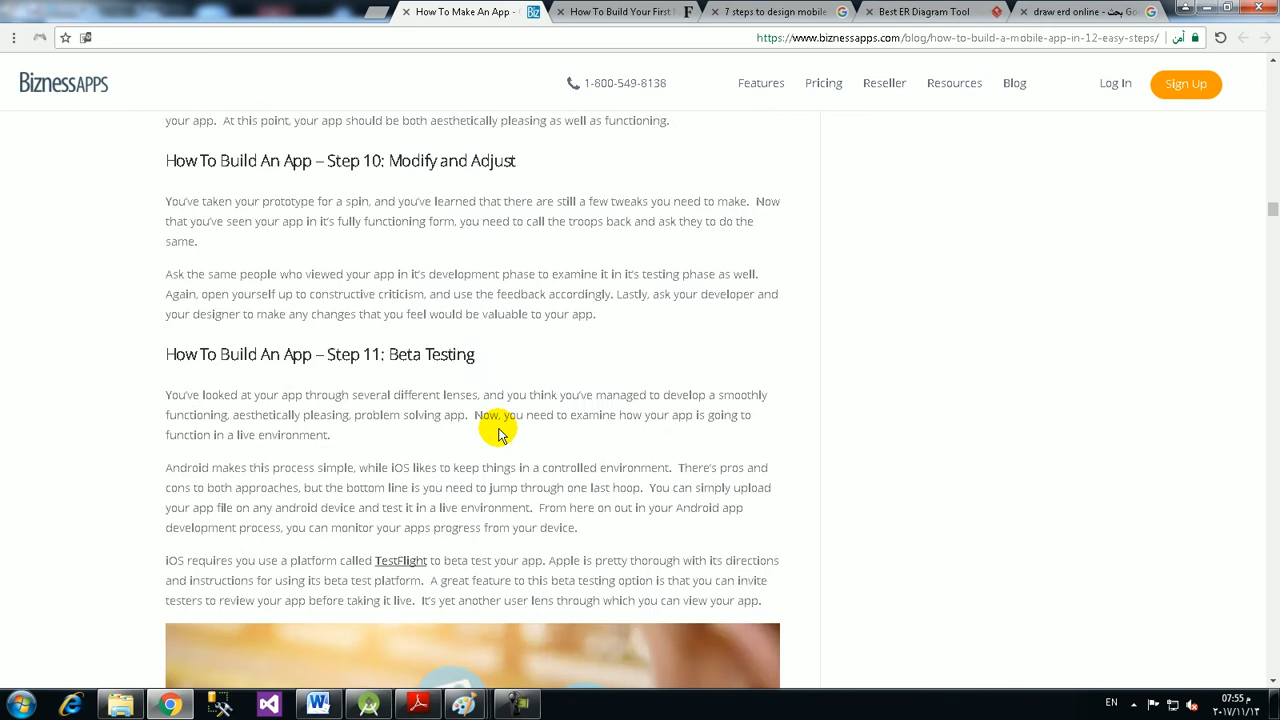 How To Make An App -
How To Build Your First M
7 steps to design mobile
Best ER Diagram Tool
draw erd online - بحث Go
https://www.biznessapps.com/blog/how-to-build-a-mobile-app-in-12-easy-steps/
آمن
BiznessAPPS
1-800-549-8138
Features
Pricing
Reseller
Resources
Blog
Log In
Sign Up
your app. At this point, your app should be both aesthetically pleasing as well as functioning.
How To Build An App – Step 10: Modify and Adjust
You've taken your prototype for a spin, and you've learned that there are still a few tweaks you need to make. Now
that you've seen your app in it's fully functioning form, you need to call the troops back and ask they to do the
same.
Ask the same people who viewed your app in it's development phase to examine it in it's testing phase as well.
Again, open yourself up to constructive criticism, and use the feedback accordingly. Lastly, ask your developer and
your designer to make any changes that you feel would be valuable to your app.
How To Build An App – Step 11: Beta Testing
You've looked at your app through several different lenses, and you think you've managed to develop a smoothly
functioning, aesthetically pleasing, problem solving app. Now, you need to examine how your app is going to
function in a live environment.
Android makes this process simple, while iOS likes to keep things in a controlled environment. There's pros and
cons to both approaches, but the bottom line is you need to jump through one last hoop. You can simply upload
your app file on any android device and test it in a live environment. From here on out in your Android app
development process, you can monitor your apps progress from your device.
iOS requires you use a platform called TestFlight to beta test your app. Apple is pretty thorough with its directions
and instructions for using its beta test platform. A great feature to this beta testing option is that you can invite
testers to review your app before taking it live. It's yet another user lens through which you can view your app.
EN
07:55 م
٢٠١٧/١١/١٣